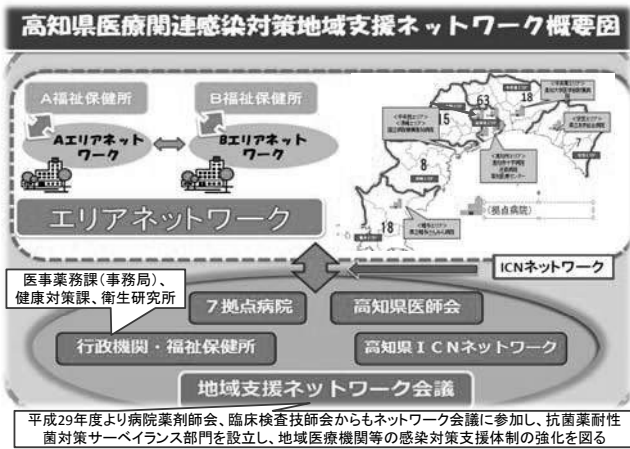 高知県医療関連感染対策地域支援ネットワーク概要図
A福祉保健所
B福祉保健所
Aエリアネット
ワーク
Bエリアネット
ワーク
エリアネットワーク
63
18
15
7
8
18
(拠点病院)
ICNネットワーク
医事薬務課(事務局)、
健康対策課、衛生研究所
7拠点病院
高知県医師会
行政機関・福祉保健所
高知県ICNネットワーク
地域支援ネットワーク会議
平成29年度より病院薬剤師会、臨床検査技師会からもネットワーク会議に参加し、抗菌薬耐性
菌対策サーベイランス部門を設立し、地域医療機関等の感染対策支援体制の強化を図る